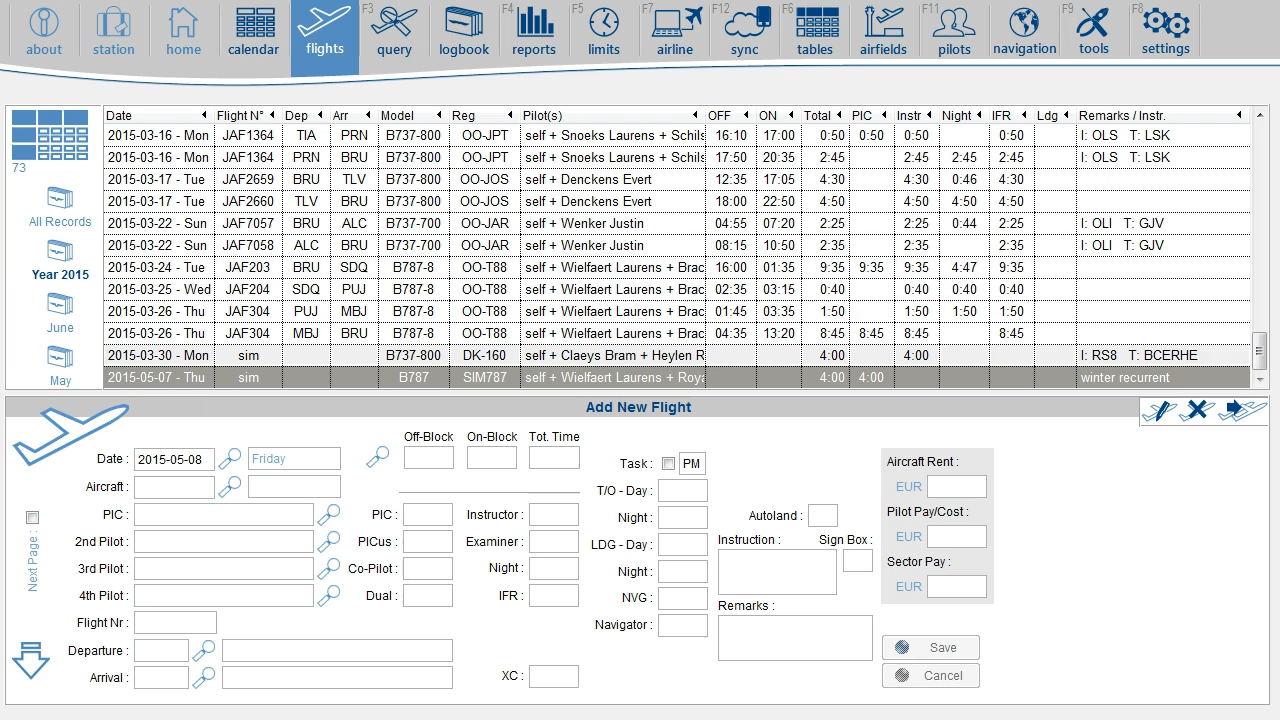 F3 F4 F5 F7 F12 F6 F11 F9 F8
about station home calendar flights query logbook reports limits airline sync tables airfields pilots navigation tools settings
Date Flight N° Dep Arr Model Reg Pilot(s) OFF ON Total PIC Instr Night IFR Ldg Remarks / Instr.
2015-03-16 - Mon JAF1364 TIA PRN B737-800 OO-JPT self + Snoeks Laurens + Schils 16:10 17:00 0:50 0:50 0:50 0:50 I: OLS T: LSK
2015-03-16 - Mon JAF1364 PRN BRU B737-800 OO-JPT self + Snoeks Laurens + Schils 17:50 20:35 2:45 2:45 2:45 2:45 I: OLS T: LSK
2015-03-17 - Tue JAF2659 BRU TLV B737-800 OO-JOS self + Denckens Evert 12:35 17:05 4:30 4:30 0:46 4:30
2015-03-17 - Tue JAF2660 TLV BRU B737-800 OO-JOS self + Denckens Evert 18:00 22:50 4:50 4:50 4:50 4:50
2015-03-22 - Sun JAF7057 BRU ALC B737-700 OO-JAR self + Wenker Justin 04:55 07:20 2:25 2:25 0:44 2:25 I: OLI T: GJV
2015-03-22 - Sun JAF7058 ALC BRU B737-700 OO-JAR self + Wenker Justin 08:15 10:50 2:35 2:35 2:35 I: OLI T: GJV
2015-03-24 - Tue JAF203 BRU SDQ B787-8 OO-T88 self + Wielfaert Laurens + Brac 16:00 01:35 9:35 9:35 9:35 4:47 9:35
2015-03-25 - Wed JAF204 SDQ PUJ B787-8 OO-T88 self + Wielfaert Laurens + Brac 02:35 03:15 0:40 0:40 0:40 0:40
2015-03-26 - Thu JAF304 PUJ MBJ B787-8 OO-T88 self + Wielfaert Laurens + Brac 01:45 03:35 1:50 1:50 1:50 1:50
2015-03-26 - Thu JAF304 MBJ BRU B787-8 OO-T88 self + Wielfaert Laurens + Brac 04:35 13:20 8:45 8:45 8:45 8:45
2015-03-30 - Mon sim B737-800 DK-160 self + Claeys Bram + Heylen R 4:00 4:00 I: RS8 T: BCERHE
2015-05-07 - Thu sim B787 SIM787 self + Wielfaert Laurens + Roya 4:00 4:00 winter recurrent
73
All Records
Year 2015
June
May
Add New Flight
Off-Block On-Block Tot. Time
Date : 2015-05-08 Friday
Aircraft :
PIC :
2nd Pilot :
3rd Pilot :
4th Pilot :
Flight Nr :
Departure :
Arrival :
Next Page :
PIC : Instructor :
PICus : Examiner :
Co-Pilot : Night :
Dual : IFR :
XC :
Task : PM
T/O - Day :
Night :
LDG - Day :
Night :
NVG :
Navigator :
Autoland :
Instruction : Sign Box :
Remarks :
Aircraft Rent :
EUR
Pilot Pay/Cost :
EUR
Sector Pay :
EUR
Save
Cancel